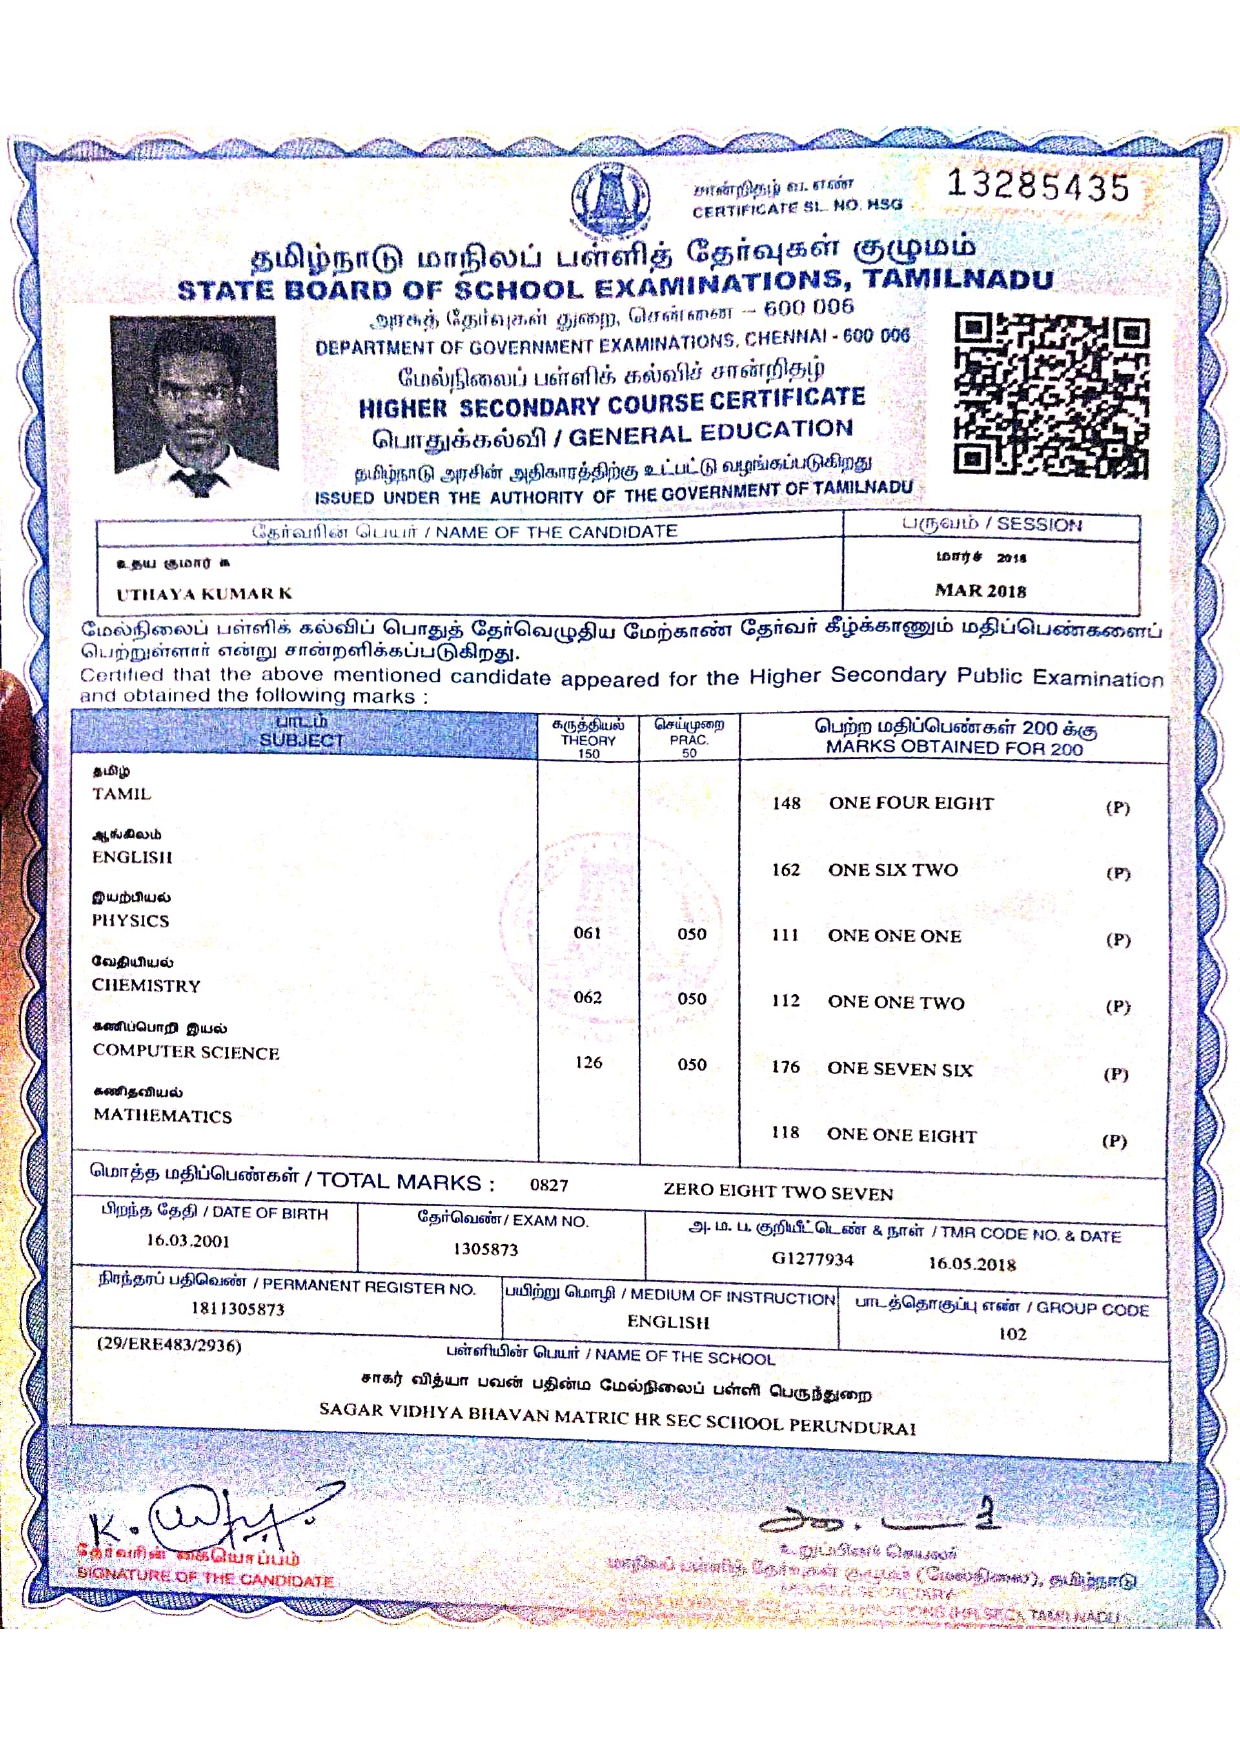 சான்றிதழ் வ. எண்
CERTIFICATE SL. NO. HSG 13285435
தமிழ்நாடு மாநிலப் பள்ளித் தேர்வுகள் குழுமம்
STATE BOARD OF SCHOOL EXAMINATIONS, TAMILNADU
அரசுத் தேர்வுகள் துறை, சென்னை – 600 006
DEPARTMENT OF GOVERNMENT EXAMINATIONS, CHENNAI - 600 006
மேல்நிலைப் பள்ளிக் கல்விச் சான்றிதழ்
HIGHER SECONDARY COURSE CERTIFICATE
பொதுக்கல்வி / GENERAL EDUCATION
தமிழ்நாடு அரசின் அதிகாரத்திற்கு உட்பட்டு வழங்கப்படுகிறது
ISSUED UNDER THE AUTHORITY OF THE GOVERNMENT OF TAMILNADU
தேர்வரின் பெயர் / NAME OF THE CANDIDATE பருவம் / SESSION
உதய குமார் க மார்ச் 2018
UTHAYA KUMAR K MAR 2018
மேல்நிலைப் பள்ளிக் கல்விப் பொதுத் தேர்வெழுதிய மேற்காண் தேர்வர் கீழ்க்காணும் மதிப்பெண்களைப்
பெற்றுள்ளார் என்று சான்றளிக்கப்படுகிறது.
Certified that the above mentioned candidate appeared for the Higher Secondary Public Examination
and obtained the following marks :
பாடம் கருத்தியல் செய்முறை பெற்ற மதிப்பெண்கள் 200 க்கு
SUBJECT THEORY PRAC. MARKS OBTAINED FOR 200
150 50
தமிழ்
TAMIL 148 ONE FOUR EIGHT (P)
ஆங்கிலம்
ENGLISH 162 ONE SIX TWO (P)
இயற்பியல்
PHYSICS 061 050 111 ONE ONE ONE (P)
வேதியியல்
CHEMISTRY 062 050 112 ONE ONE TWO (P)
கணிப்பொறி இயல்
COMPUTER SCIENCE 126 050 176 ONE SEVEN SIX (P)
கணிதவியல்
MATHEMATICS 118 ONE ONE EIGHT (P)
மொத்த மதிப்பெண்கள் / TOTAL MARKS : 0827 ZERO EIGHT TWO SEVEN
பிறந்த தேதி / DATE OF BIRTH தேர்வெண்/ EXAM NO. அ. ம. ப. குறியீட்டெண் & நாள் / TMR CODE NO. & DATE
16.03.2001 1305873 G1277934 16.05.2018
நிரந்தரப் பதிவெண் / PERMANENT REGISTER NO. பயிற்று மொழி / MEDIUM OF INSTRUCTION பாடத்தொகுப்பு எண் / GROUP CODE
1811305873 ENGLISH 102
(29/ERE483/2936) பள்ளியின் பெயர் / NAME OF THE SCHOOL
சாகர் வித்யா பவன் பதின்ம மேல்நிலைப் பள்ளி பெருந்துறை
SAGAR VIDHYA BHAVAN MATRIC HR SEC SCHOOL PERUNDURAI
K.
தேர்வரின் கையொப்பம்
SIGNATURE OF THE CANDIDATE
உறுப்பினர் செயலர்
மாநிலப் பள்ளித் தேர்வுகள் குழுமம் (மேல்நிலை), தமிழ்நாடு
MEMBER SECRETARY
EXAMINATIONS (HR.SEC), TAMIL NADU